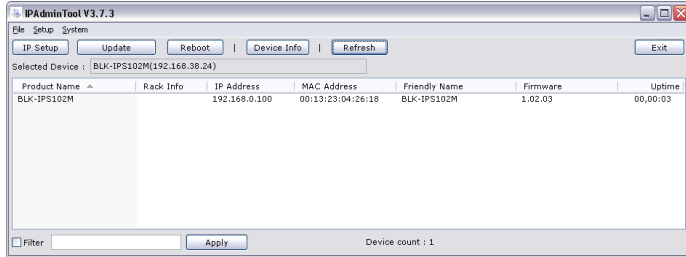 IPAdminTool V3.7.3
File Setup System
IP Setup Update Reboot | Device Info | Refresh Exit
Selected Device : BLK-IPS102M(192.168.38.24)
Product Name Rack Info IP Address MAC Address Friendly Name Firmware Uptime
BLK-IPS102M 192.168.0.100 00:13:23:04:26:18 BLK-IPS102M 1.02.03 00,00:03
Filter Apply Device count : 1